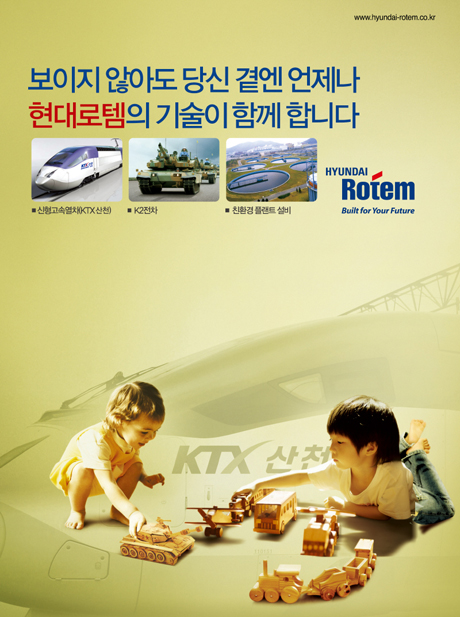 www.hyundai-rotem.co.kr
보이지 않아도 당신 곁엔 언제나
현대로템의 기술이 함께 합니다
HYUNDAI
Rotem
Built for Your Future
■ 신형고속열차(KTX 산천) ■ K2전차 ■ 친환경 플랜트 설비
KTX 산천